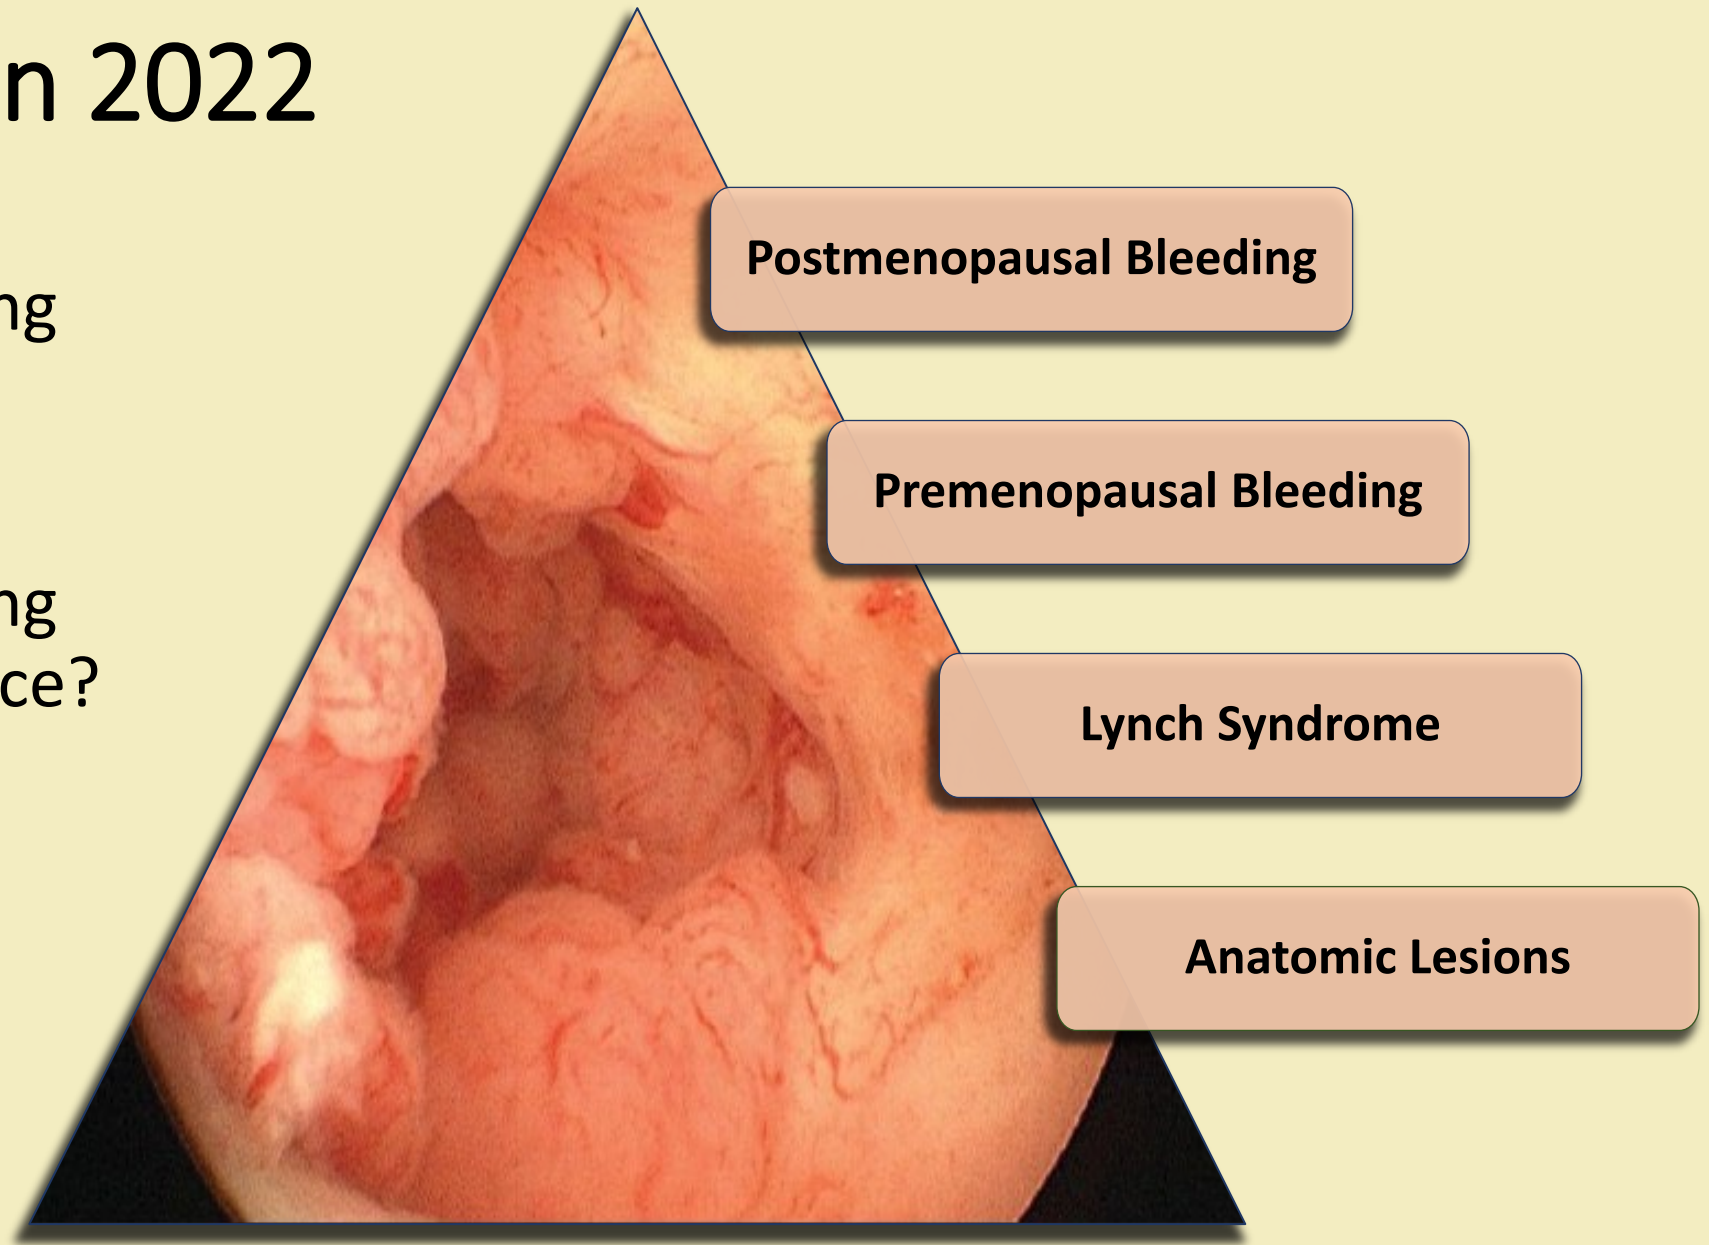 n 2022
ng
ng
ce?
Postmenopausal Bleeding
Premenopausal Bleeding
Lynch Syndrome
Anatomic Lesions